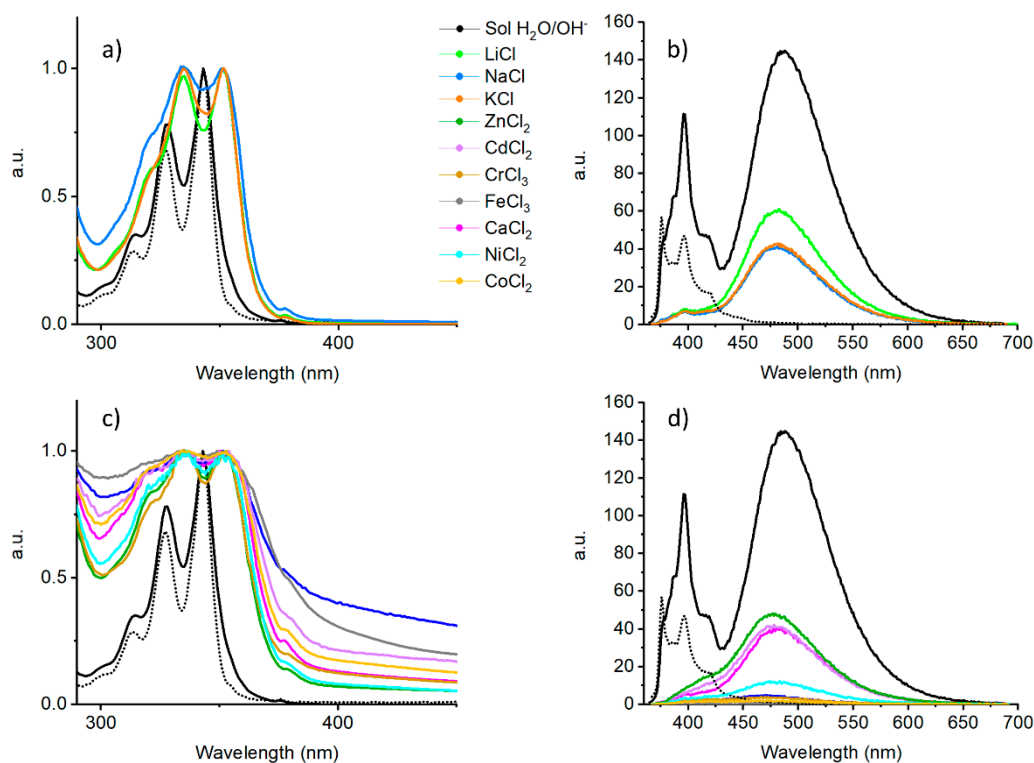 a)
Sol H₂O/OH⁻
LiCl
NaCl
KCl
ZnCl₂
CdCl₂
CrCl₃
FeCl₃
CaCl₂
NiCl₂
CoCl₂
1.0
0.5
0.0
a.u.
300
400
Wavelength (nm)
b)
160
140
120
100
80
60
40
20
0
a.u.
400
450
500
550
600
650
700
Wavelength (nm)
c)
1.0
0.5
0.0
a.u.
300
400
Wavelength (nm)
d)
160
140
120
100
80
60
40
20
0
a.u.
400
450
500
550
600
650
700
Wavelength (nm)